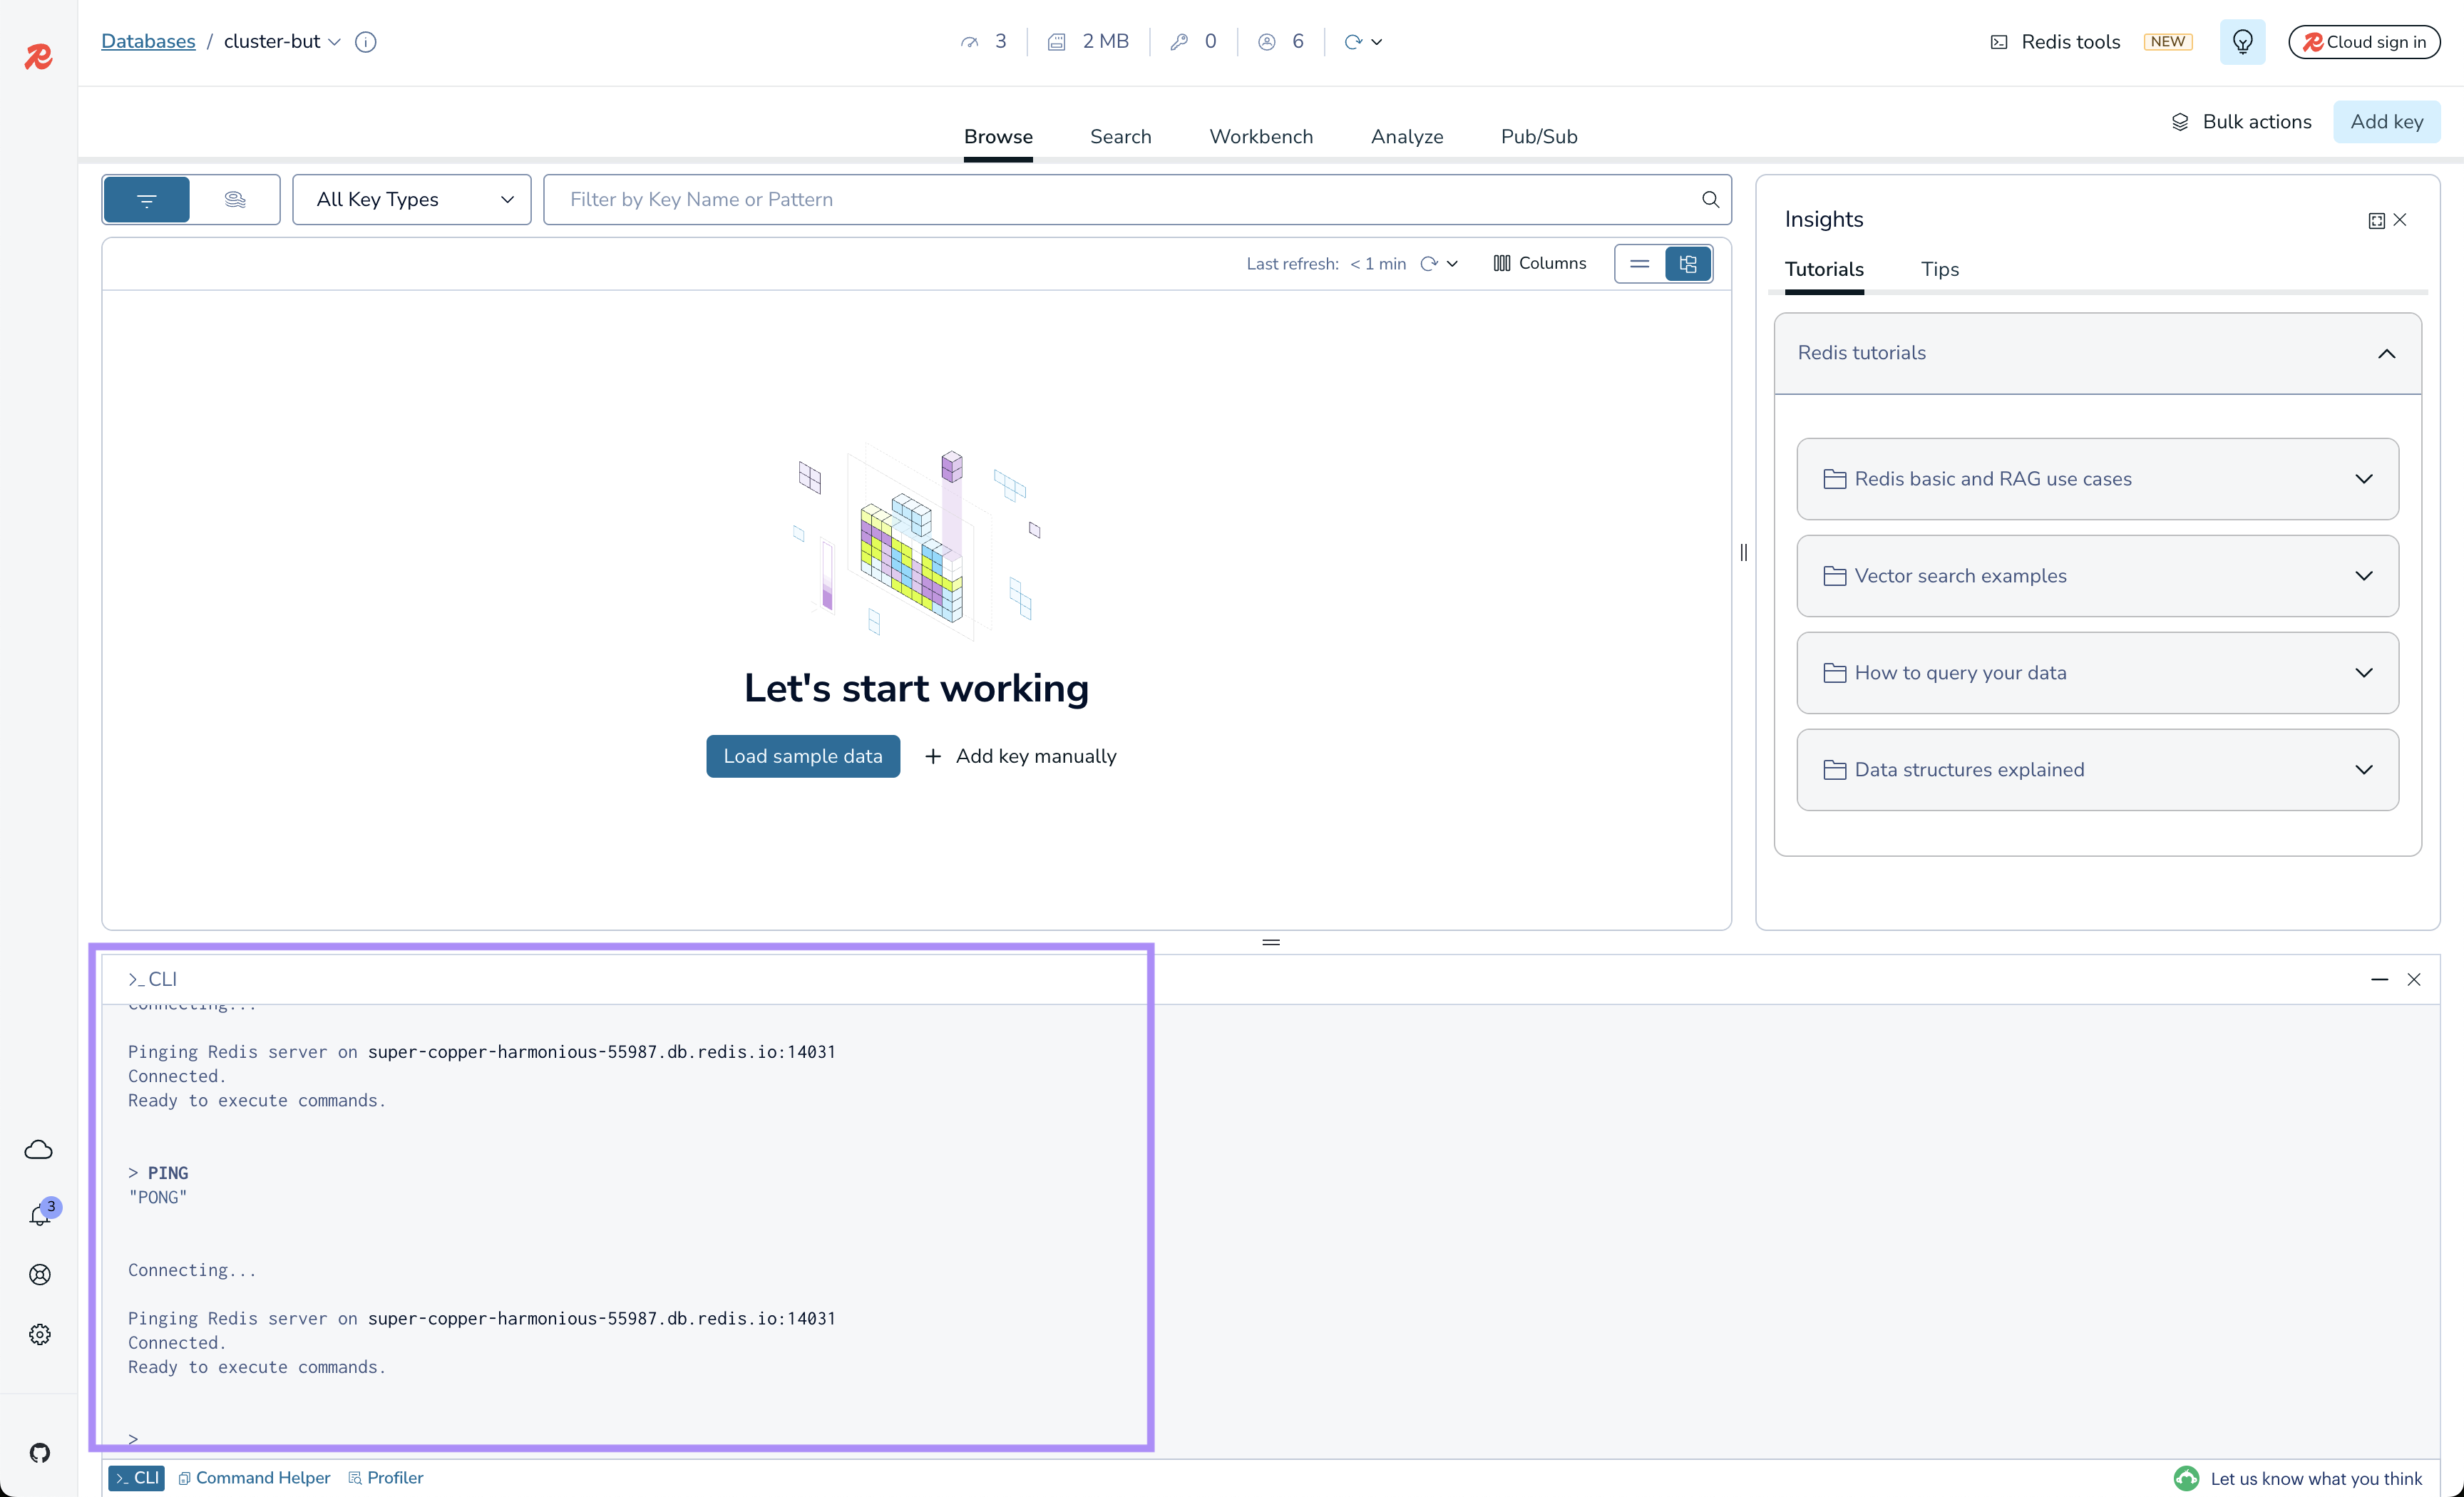 Databases / cluster-but
3 2 MB 0 6
Redis tools NEW Cloud sign in
Browse Search Workbench Analyze Pub/Sub
Bulk actions Add key
All Key Types
Filter by Key Name or Pattern
Last refresh: < 1 min Columns
Let's start working
Load sample data + Add key manually
Insights
Tutorials Tips
Redis tutorials
Redis basic and RAG use cases
Vector search examples
How to query your data
Data structures explained
>_ CLI
Connecting...
Pinging Redis server on super-copper-harmonious-55987.db.redis.io:14031
Connected.
Ready to execute commands.
> PING
"PONG"
Connecting...
Pinging Redis server on super-copper-harmonious-55987.db.redis.io:14031
Connected.
Ready to execute commands.
>
3
>_ CLI Command Helper Profiler
Let us know what you think